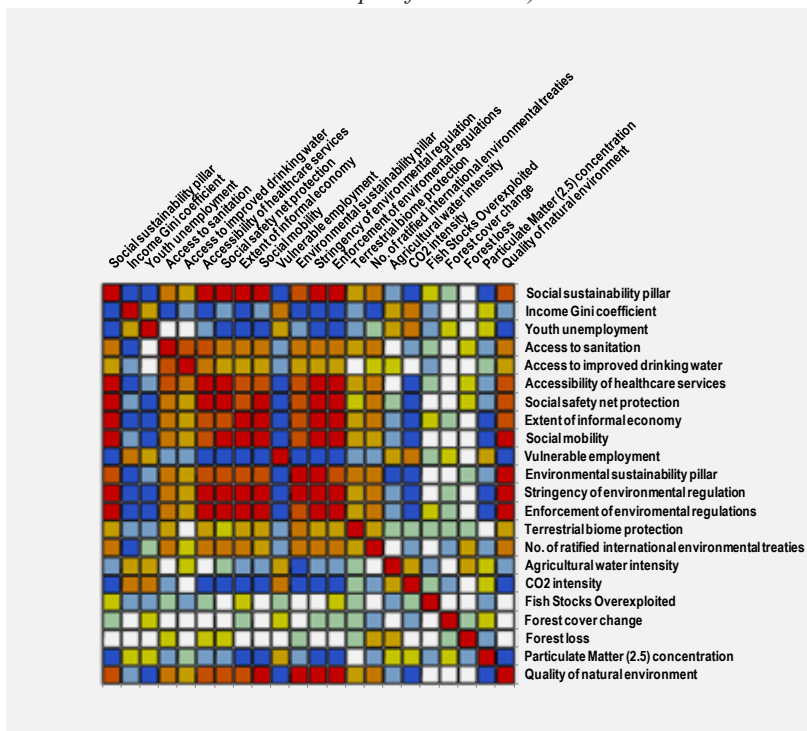 Social sustainability pillar
Income Gini coefficient
Youth unemployment
Access to sanitation
Access to improved drinking water
Accessibility of healthcare services
Social safety net protection
Extent of informal economy
Social mobility
Vulnerable employment
Environmental sustainability pillar
Stringency of environmental regulation
Enforcement of enviromental regulations
Terrestrial biome protection
No. of ratified international environmental treaties
Agricultural water intensity
CO2 intensity
Fish Stocks Overexploited
Forest cover change
Forest loss
Particulate Matter (2.5) concentration
Quality of natural environment
Social sustainability pillar
Income Gini coefficient
Youth unemployment
Access to sanitation
Access to improved drinking water
Accessibility of healthcare services
Social safety net protection
Extent of informal economy
Social mobility
Vulnerable employment
Environmental sustainability pillar
Stringency of environmental regulation
Enforcement of enviromental regulations
Terrestrial biome protection
No. of ratified international environmental treaties
Agricultural water intensity
CO2 intensity
Fish Stocks Overexploited
Forest cover change
Forest loss
Particulate Matter (2.5) concentration
Quality of natural environment